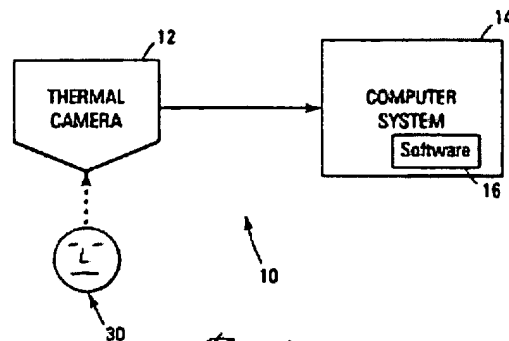 12
14
THERMAL
CAMERA
COMPUTER
SYSTEM
Software
16
10
30